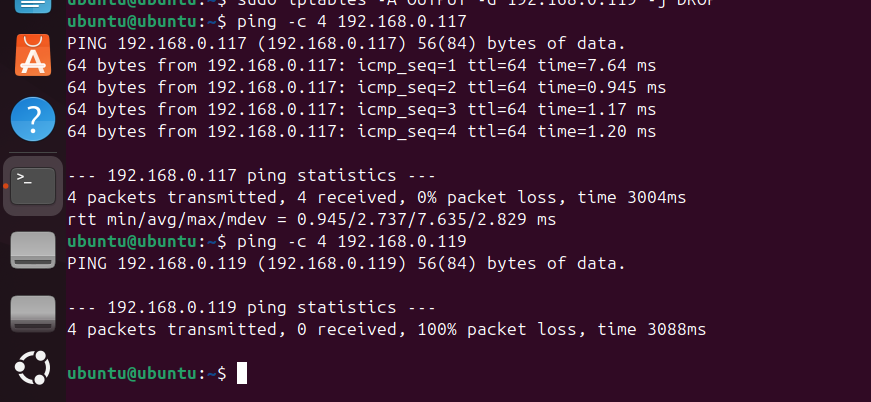 ubuntu@ubuntu:~$ sudo iptables -A OUTPUT -d 192.168.0.119 -j DROP
ubuntu@ubuntu:~$ ping -c 4 192.168.0.117
PING 192.168.0.117 (192.168.0.117) 56(84) bytes of data.
64 bytes from 192.168.0.117: icmp_seq=1 ttl=64 time=7.64 ms
64 bytes from 192.168.0.117: icmp_seq=2 ttl=64 time=0.945 ms
64 bytes from 192.168.0.117: icmp_seq=3 ttl=64 time=1.17 ms
64 bytes from 192.168.0.117: icmp_seq=4 ttl=64 time=1.20 ms
--- 192.168.0.117 ping statistics ---
4 packets transmitted, 4 received, 0% packet loss, time 3004ms
rtt min/avg/max/mdev = 0.945/2.737/7.635/2.829 ms
ubuntu@ubuntu:~$ ping -c 4 192.168.0.119
PING 192.168.0.119 (192.168.0.119) 56(84) bytes of data.
--- 192.168.0.119 ping statistics ---
4 packets transmitted, 0 received, 100% packet loss, time 3088ms
ubuntu@ubuntu:~$